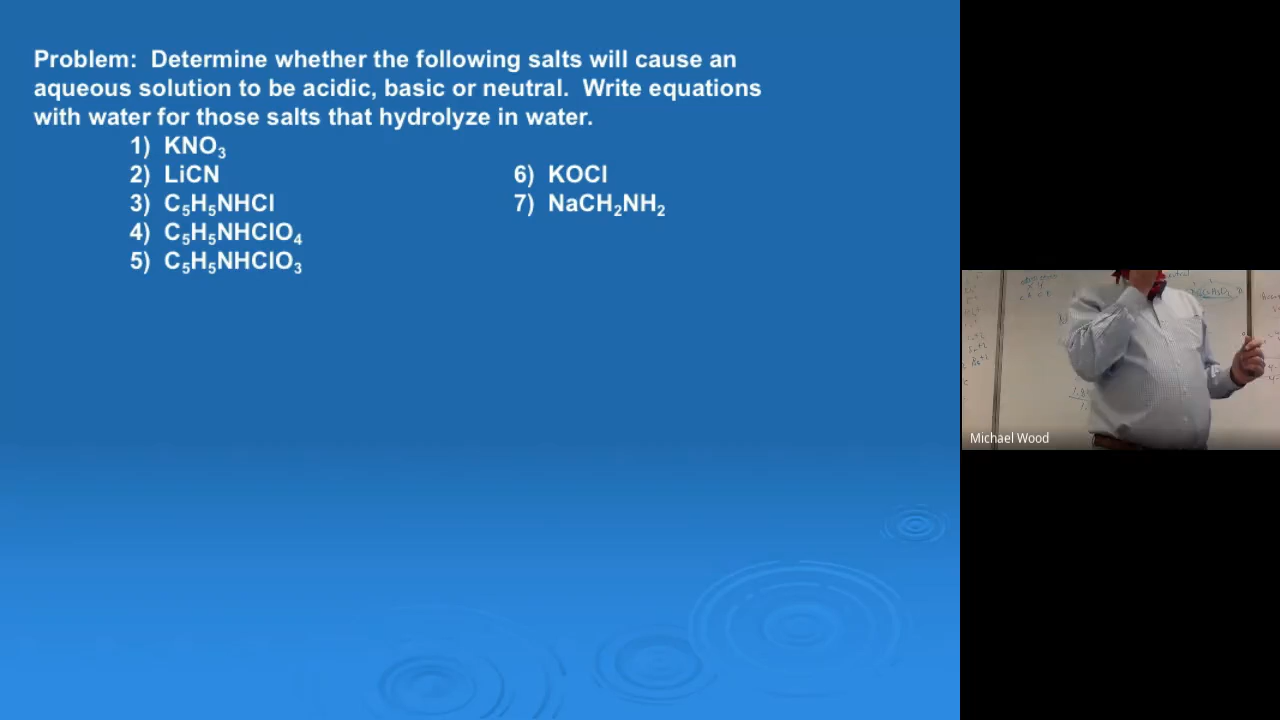 Problem: Determine whether the following salts will cause an
aqueous solution to be acidic, basic or neutral. Write equations
with water for those salts that hydrolyze in water.
1) KNO₃
2) LiCN
3) C₅H₅NHCl
4) C₅H₅NHClO₄
5) C₅H₅NHClO₃
6) KOCl
7) NaCH₂NH₂
Michael Wood